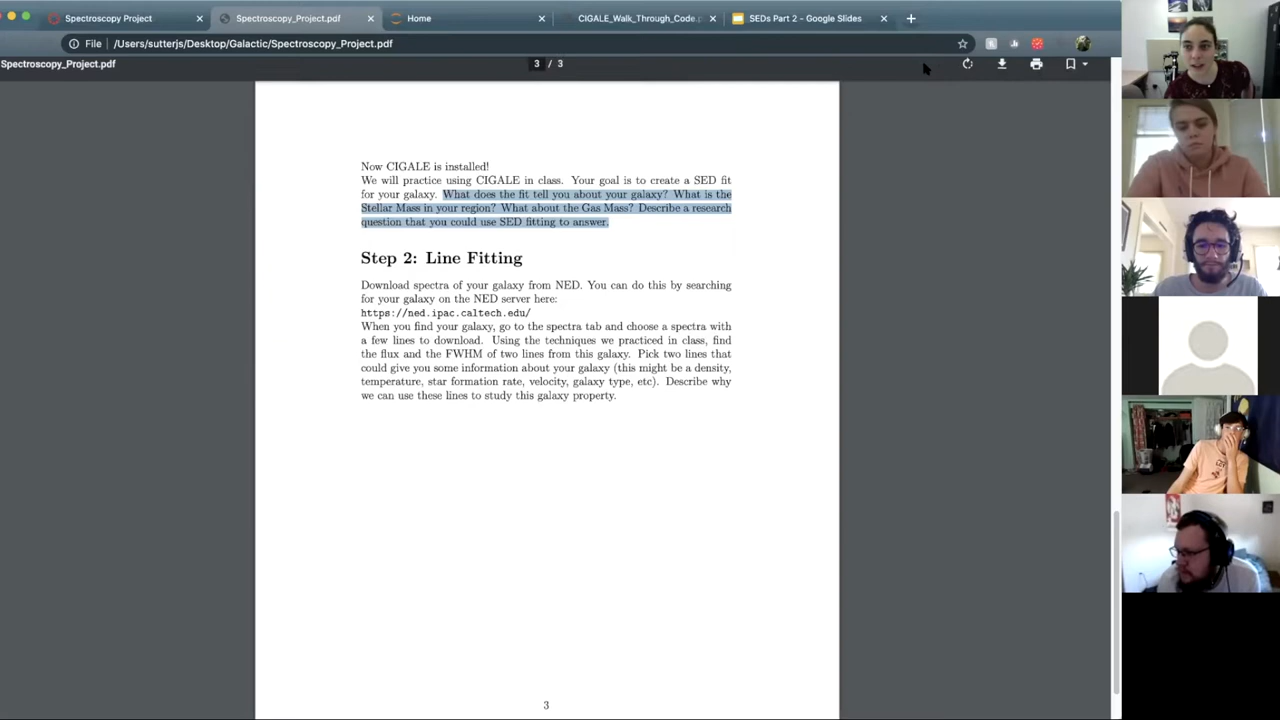 Spectroscopy Project
Spectroscopy_Project.pdf
Home
CIGALE_Walk_Through_Code.p
SEDs Part 2 - Google Slides
File
/Users/sutterjs/Desktop/Galactic/Spectroscopy_Project.pdf
Spectroscopy_Project.pdf
3 / 3
Now CIGALE is installed!
We will practice using CIGALE in class. Your goal is to create a SED fit
for your galaxy. What does the fit tell you about your galaxy? What is the
Stellar Mass in your region? What about the Gas Mass? Describe a research
question that you could use SED fitting to answer.
Step 2: Line Fitting
Download spectra of your galaxy from NED. You can do this by searching
for your galaxy on the NED server here:
https://ned.ipac.caltech.edu/
When you find your galaxy, go to the spectra tab and choose a spectra with
a few lines to download. Using the techniques we practiced in class, find
the flux and the FWHM of two lines from this galaxy. Pick two lines that
could give you some information about your galaxy (this might be a density,
temperature, star formation rate, velocity, galaxy type, etc). Describe why
we can use these lines to study this galaxy property.
3